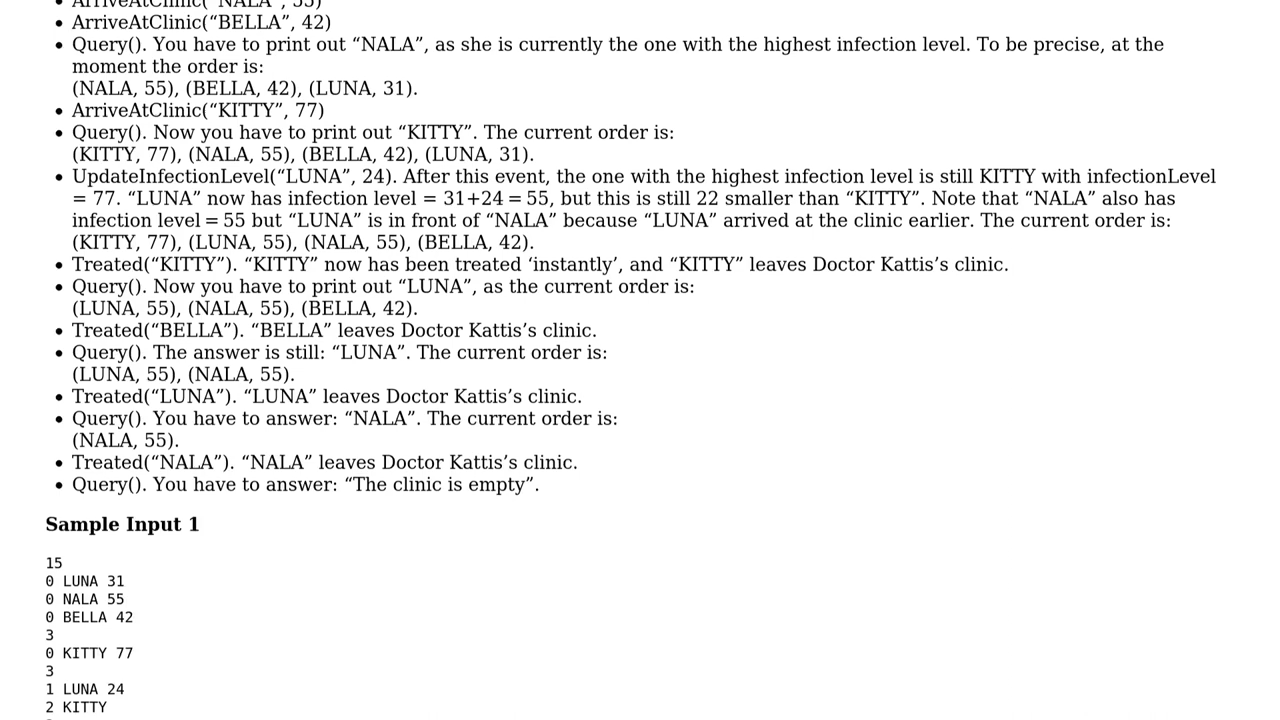 ArriveAtClinic(“NALA”, 55)
• ArriveAtClinic(“BELLA”, 42)
• Query(). You have to print out “NALA”, as she is currently the one with the highest infection level. To be precise, at the
moment the order is:
(NALA, 55), (BELLA, 42), (LUNA, 31).
• ArriveAtClinic(“KITTY”, 77)
• Query(). Now you have to print out “KITTY”. The current order is:
(KITTY, 77), (NALA, 55), (BELLA, 42), (LUNA, 31).
• UpdateInfectionLevel(“LUNA”, 24). After this event, the one with the highest infection level is still KITTY with infectionLevel
= 77. “LUNA” now has infection level = 31+24 = 55, but this is still 22 smaller than “KITTY”. Note that “NALA” also has
infection level = 55 but “LUNA” is in front of “NALA” because “LUNA” arrived at the clinic earlier. The current order is:
(KITTY, 77), (LUNA, 55), (NALA, 55), (BELLA, 42).
• Treated(“KITTY”). “KITTY” now has been treated ‘instantly’, and “KITTY” leaves Doctor Kattis’s clinic.
• Query(). Now you have to print out “LUNA”, as the current order is:
(LUNA, 55), (NALA, 55), (BELLA, 42).
• Treated(“BELLA”). “BELLA” leaves Doctor Kattis’s clinic.
• Query(). The answer is still: “LUNA”. The current order is:
(LUNA, 55), (NALA, 55).
• Treated(“LUNA”). “LUNA” leaves Doctor Kattis’s clinic.
• Query(). You have to answer: “NALA”. The current order is:
(NALA, 55).
• Treated(“NALA”). “NALA” leaves Doctor Kattis’s clinic.
• Query(). You have to answer: “The clinic is empty”.
Sample Input 1
15
0 LUNA 31
0 NALA 55
0 BELLA 42
3
0 KITTY 77
3
1 LUNA 24
2 KITTY